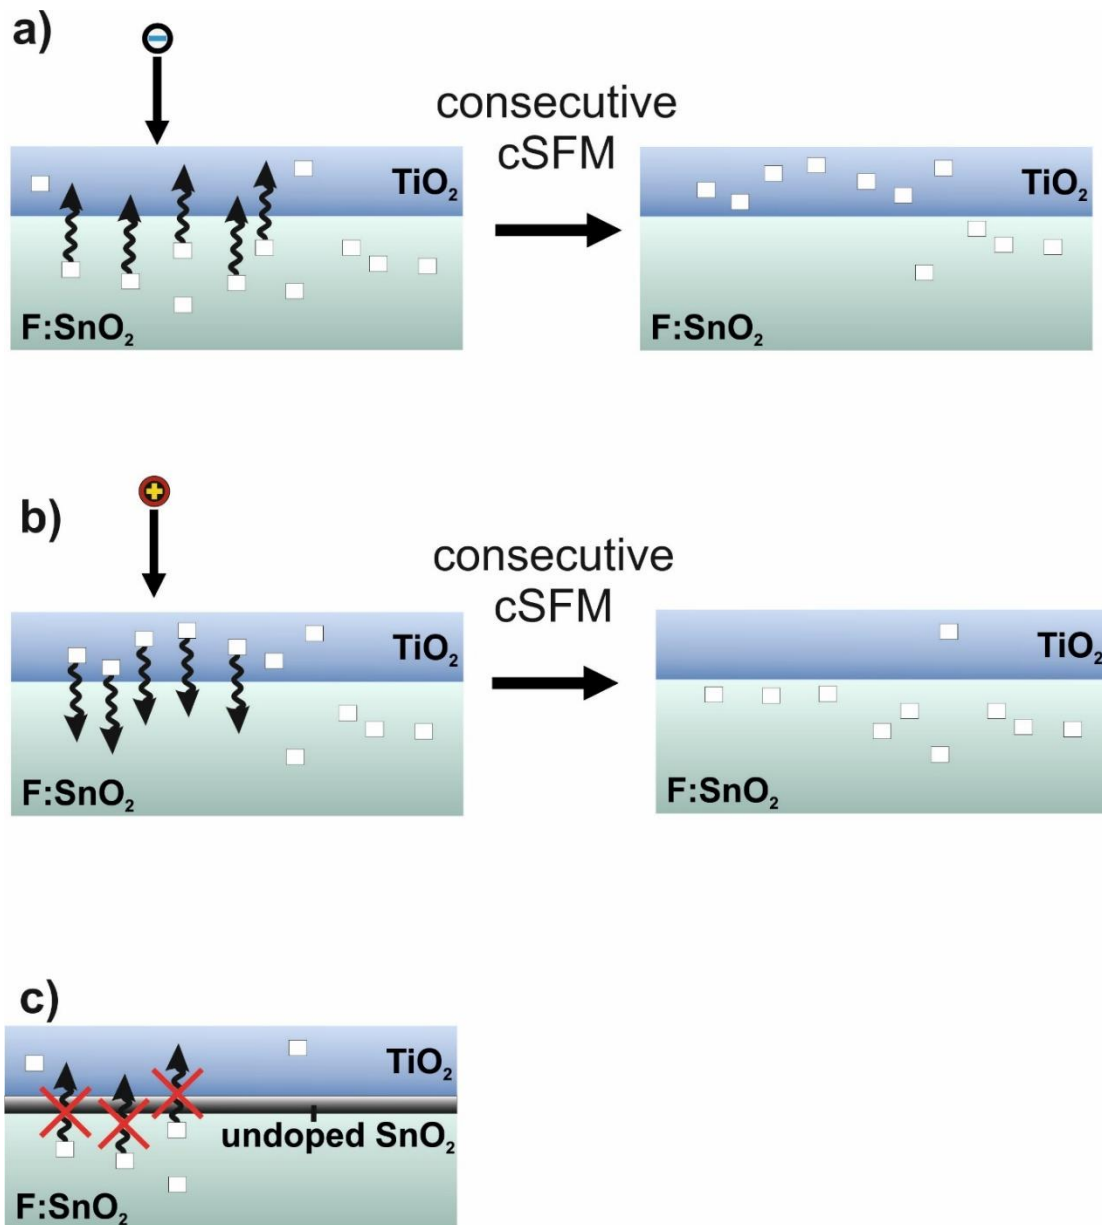 a)
consecutive
cSFM
TiO₂
TiO₂
F:SnO₂
F:SnO₂
b)
consecutive
cSFM
TiO₂
TiO₂
F:SnO₂
F:SnO₂
c)
TiO₂
undoped SnO₂
F:SnO₂